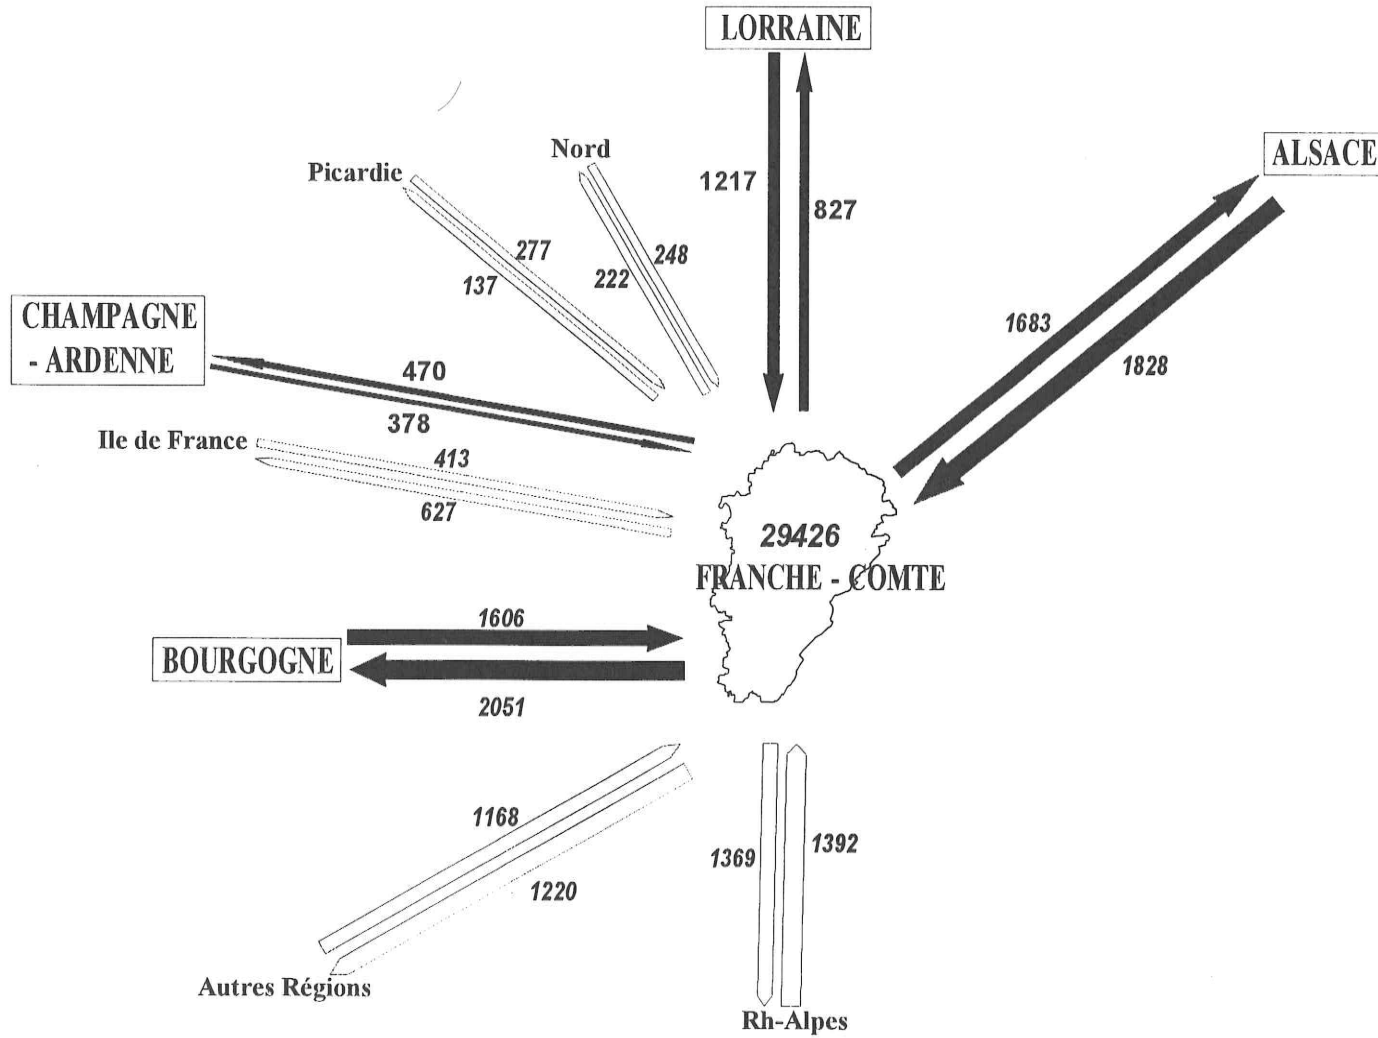 LORRAINE
ALSACE
Nord
Picardie
1217
827
277
137
248
222
1683
1828
CHAMPAGNE
- ARDENNE
470
378
Ile de France
413
627
29426
FRANCHE - COMTE
1606
BOURGOGNE
2051
1168
1220
1369
1392
Autres Régions
Rh-Alpes